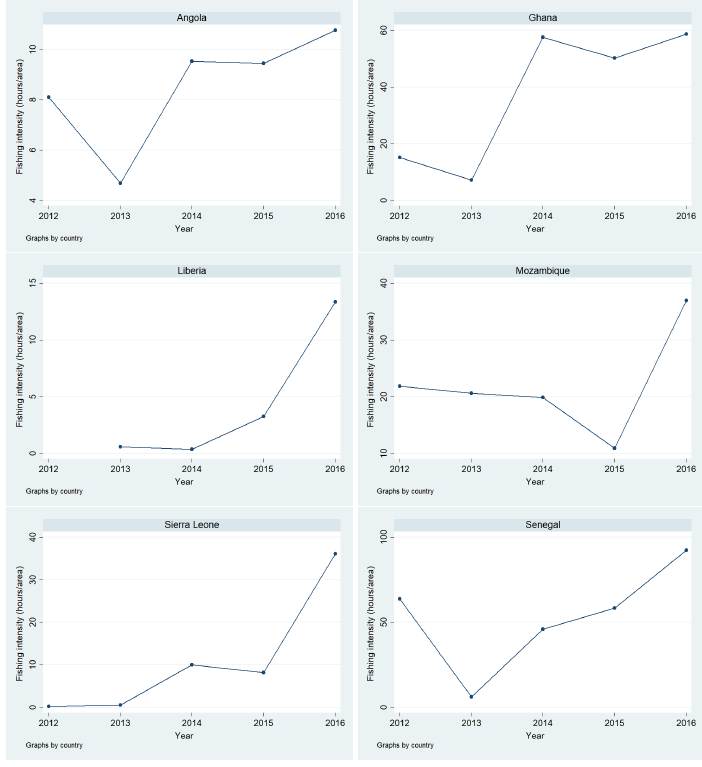 Angola
Fishing intensity (hours/area)
10
8
6
4
2012 2013 2014 2015 2016
Year
Graphs by country
Ghana
Fishing intensity (hours/area)
60
40
20
0
2012 2013 2014 2015 2016
Year
Graphs by country
Liberia
Fishing intensity (hours/area)
15
10
5
0
2012 2013 2014 2015 2016
Year
Graphs by country
Mozambique
Fishing intensity (hours/area)
40
30
20
10
2012 2013 2014 2015 2016
Year
Graphs by country
Sierra Leone
Fishing intensity (hours/area)
40
30
20
10
0
2012 2013 2014 2015 2016
Year
Graphs by country
Senegal
Fishing intensity (hours/area)
100
50
0
2012 2013 2014 2015 2016
Year
Graphs by country